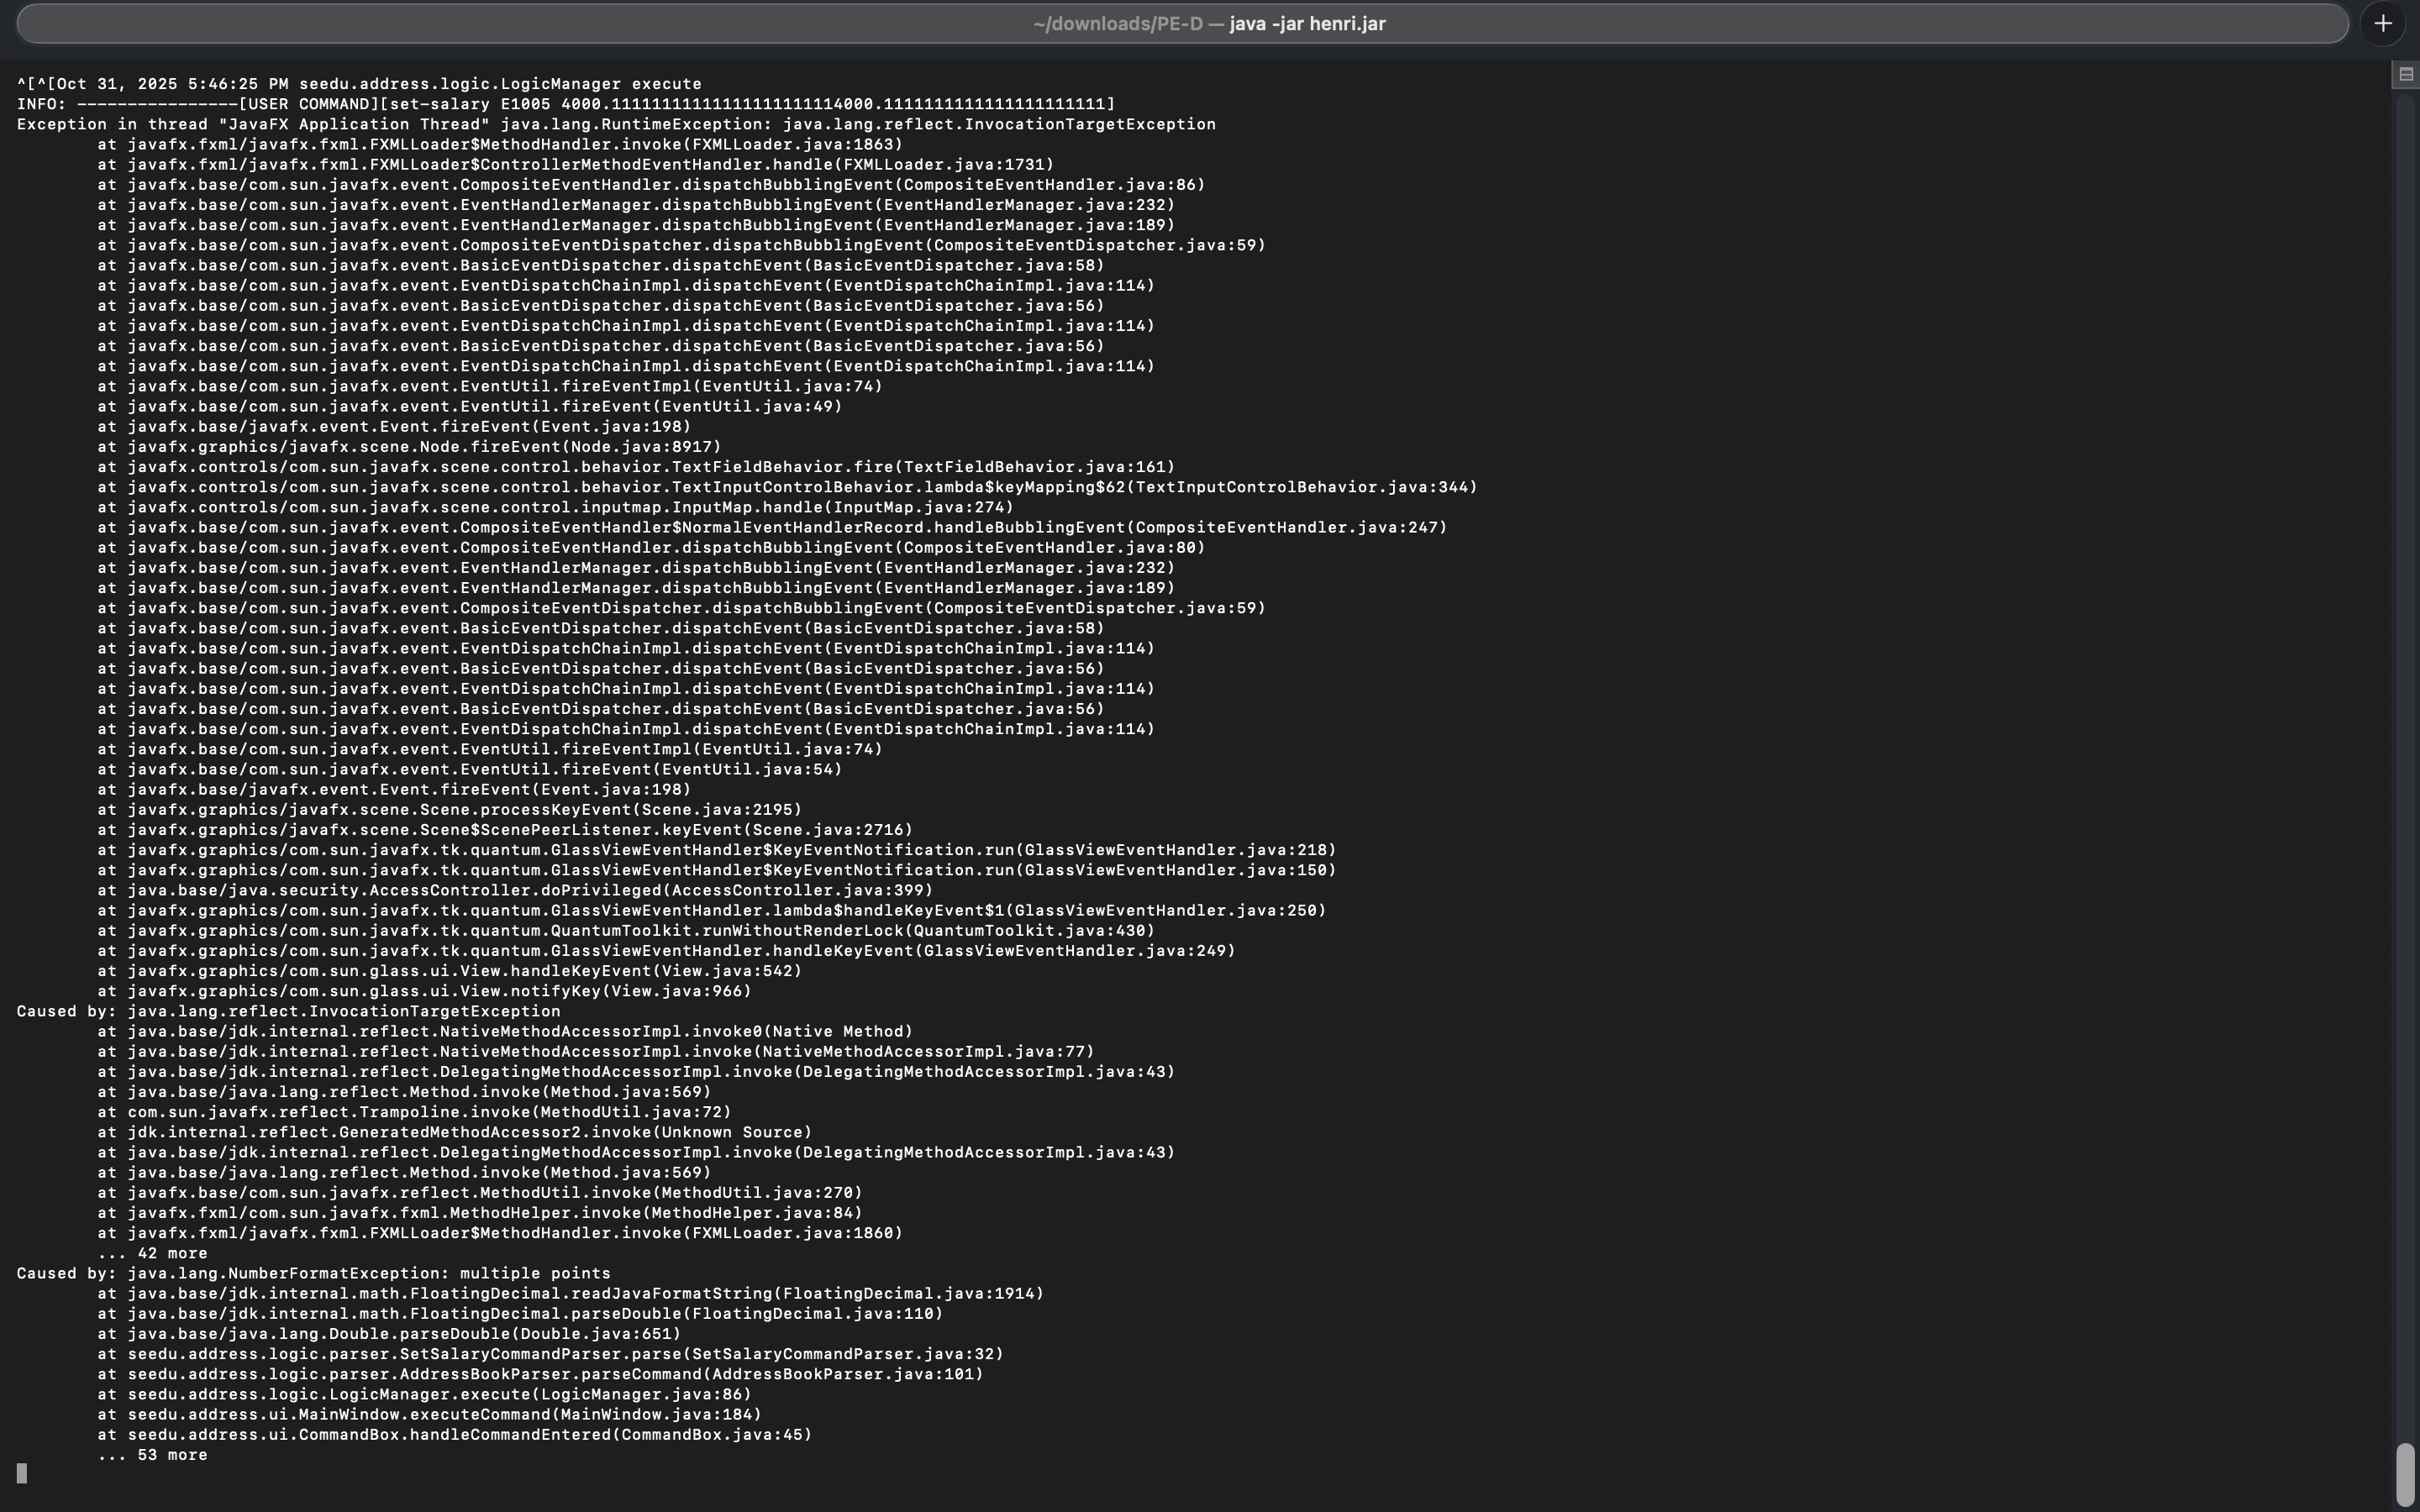 ~/downloads/PE-D — java -jar henri.jar
^[^[Oct 31, 2025 5:46:25 PM seedu.address.logic.LogicManager execute
INFO: ----------------[USER COMMAND][set-salary E1005 4000.11111111111111111111114000.1111111111111111111111]
Exception in thread "JavaFX Application Thread" java.lang.RuntimeException: java.lang.reflect.InvocationTargetException
at javafx.fxml/javafx.fxml.FXMLLoader$MethodHandler.invoke(FXMLLoader.java:1863)
at javafx.fxml/javafx.fxml.FXMLLoader$ControllerMethodEventHandler.handle(FXMLLoader.java:1731)
at javafx.base/com.sun.javafx.event.CompositeEventHandler.dispatchBubblingEvent(CompositeEventHandler.java:86)
at javafx.base/com.sun.javafx.event.EventHandlerManager.dispatchBubblingEvent(EventHandlerManager.java:232)
at javafx.base/com.sun.javafx.event.EventHandlerManager.dispatchBubblingEvent(EventHandlerManager.java:189)
at javafx.base/com.sun.javafx.event.CompositeEventDispatcher.dispatchBubblingEvent(CompositeEventDispatcher.java:59)
at javafx.base/com.sun.javafx.event.BasicEventDispatcher.dispatchEvent(BasicEventDispatcher.java:58)
at javafx.base/com.sun.javafx.event.EventDispatchChainImpl.dispatchEvent(EventDispatchChainImpl.java:114)
at javafx.base/com.sun.javafx.event.BasicEventDispatcher.dispatchEvent(BasicEventDispatcher.java:56)
at javafx.base/com.sun.javafx.event.EventDispatchChainImpl.dispatchEvent(EventDispatchChainImpl.java:114)
at javafx.base/com.sun.javafx.event.BasicEventDispatcher.dispatchEvent(BasicEventDispatcher.java:56)
at javafx.base/com.sun.javafx.event.EventDispatchChainImpl.dispatchEvent(EventDispatchChainImpl.java:114)
at javafx.base/com.sun.javafx.event.EventUtil.fireEventImpl(EventUtil.java:74)
at javafx.base/com.sun.javafx.event.EventUtil.fireEvent(EventUtil.java:49)
at javafx.base/javafx.event.Event.fireEvent(Event.java:198)
at javafx.graphics/javafx.scene.Node.fireEvent(Node.java:8917)
at javafx.controls/com.sun.javafx.scene.control.behavior.TextFieldBehavior.fire(TextFieldBehavior.java:161)
at javafx.controls/com.sun.javafx.scene.control.behavior.TextInputControlBehavior.lambda$keyMapping$62(TextInputControlBehavior.java:344)
at javafx.controls/com.sun.javafx.scene.control.inputmap.InputMap.handle(InputMap.java:274)
at javafx.base/com.sun.javafx.event.CompositeEventHandler$NormalEventHandlerRecord.handleBubblingEvent(CompositeEventHandler.java:247)
at javafx.base/com.sun.javafx.event.CompositeEventHandler.dispatchBubblingEvent(CompositeEventHandler.java:80)
at javafx.base/com.sun.javafx.event.EventHandlerManager.dispatchBubblingEvent(EventHandlerManager.java:232)
at javafx.base/com.sun.javafx.event.EventHandlerManager.dispatchBubblingEvent(EventHandlerManager.java:189)
at javafx.base/com.sun.javafx.event.CompositeEventDispatcher.dispatchBubblingEvent(CompositeEventDispatcher.java:59)
at javafx.base/com.sun.javafx.event.BasicEventDispatcher.dispatchEvent(BasicEventDispatcher.java:58)
at javafx.base/com.sun.javafx.event.EventDispatchChainImpl.dispatchEvent(EventDispatchChainImpl.java:114)
at javafx.base/com.sun.javafx.event.BasicEventDispatcher.dispatchEvent(BasicEventDispatcher.java:56)
at javafx.base/com.sun.javafx.event.EventDispatchChainImpl.dispatchEvent(EventDispatchChainImpl.java:114)
at javafx.base/com.sun.javafx.event.BasicEventDispatcher.dispatchEvent(BasicEventDispatcher.java:56)
at javafx.base/com.sun.javafx.event.EventDispatchChainImpl.dispatchEvent(EventDispatchChainImpl.java:114)
at javafx.base/com.sun.javafx.event.EventUtil.fireEventImpl(EventUtil.java:74)
at javafx.base/com.sun.javafx.event.EventUtil.fireEvent(EventUtil.java:54)
at javafx.base/javafx.event.Event.fireEvent(Event.java:198)
at javafx.graphics/javafx.scene.Scene.processKeyEvent(Scene.java:2195)
at javafx.graphics/javafx.scene.Scene$ScenePeerListener.keyEvent(Scene.java:2716)
at javafx.graphics/com.sun.javafx.tk.quantum.GlassViewEventHandler$KeyEventNotification.run(GlassViewEventHandler.java:218)
at javafx.graphics/com.sun.javafx.tk.quantum.GlassViewEventHandler$KeyEventNotification.run(GlassViewEventHandler.java:150)
at java.base/java.security.AccessController.doPrivileged(AccessController.java:399)
at javafx.graphics/com.sun.javafx.tk.quantum.GlassViewEventHandler.lambda$handleKeyEvent$1(GlassViewEventHandler.java:250)
at javafx.graphics/com.sun.javafx.tk.quantum.QuantumToolkit.runWithoutRenderLock(QuantumToolkit.java:430)
at javafx.graphics/com.sun.javafx.tk.quantum.GlassViewEventHandler.handleKeyEvent(GlassViewEventHandler.java:249)
at javafx.graphics/com.sun.glass.ui.View.handleKeyEvent(View.java:542)
at javafx.graphics/com.sun.glass.ui.View.notifyKey(View.java:966)
Caused by: java.lang.reflect.InvocationTargetException
at java.base/jdk.internal.reflect.NativeMethodAccessorImpl.invoke0(Native Method)
at java.base/jdk.internal.reflect.NativeMethodAccessorImpl.invoke(NativeMethodAccessorImpl.java:77)
at java.base/jdk.internal.reflect.DelegatingMethodAccessorImpl.invoke(DelegatingMethodAccessorImpl.java:43)
at java.base/java.lang.reflect.Method.invoke(Method.java:569)
at com.sun.javafx.reflect.Trampoline.invoke(MethodUtil.java:72)
at jdk.internal.reflect.GeneratedMethodAccessor2.invoke(Unknown Source)
at java.base/jdk.internal.reflect.DelegatingMethodAccessorImpl.invoke(DelegatingMethodAccessorImpl.java:43)
at java.base/java.lang.reflect.Method.invoke(Method.java:569)
at javafx.base/com.sun.javafx.reflect.MethodUtil.invoke(MethodUtil.java:270)
at javafx.fxml/com.sun.javafx.fxml.MethodHelper.invoke(MethodHelper.java:84)
at javafx.fxml/javafx.fxml.FXMLLoader$MethodHandler.invoke(FXMLLoader.java:1860)
... 42 more
Caused by: java.lang.NumberFormatException: multiple points
at java.base/jdk.internal.math.FloatingDecimal.readJavaFormatString(FloatingDecimal.java:1914)
at java.base/jdk.internal.math.FloatingDecimal.parseDouble(FloatingDecimal.java:110)
at java.base/java.lang.Double.parseDouble(Double.java:651)
at seedu.address.logic.parser.SetSalaryCommandParser.parse(SetSalaryCommandParser.java:32)
at seedu.address.logic.parser.AddressBookParser.parseCommand(AddressBookParser.java:101)
at seedu.address.logic.LogicManager.execute(LogicManager.java:86)
at seedu.address.ui.MainWindow.executeCommand(MainWindow.java:184)
at seedu.address.ui.CommandBox.handleCommandEntered(CommandBox.java:45)
... 53 more